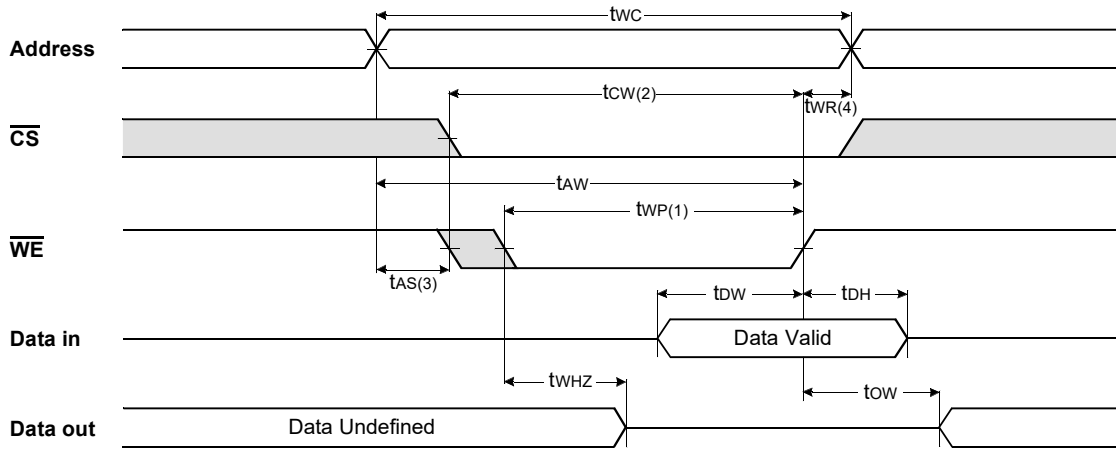 tWC
Address
tCW(2)
tWR(4)
CS
tAW
tWP(1)
WE
tAS(3)
tDW
tDH
Data in
Data Valid
tWHZ
tOW
Data out
Data Undefined